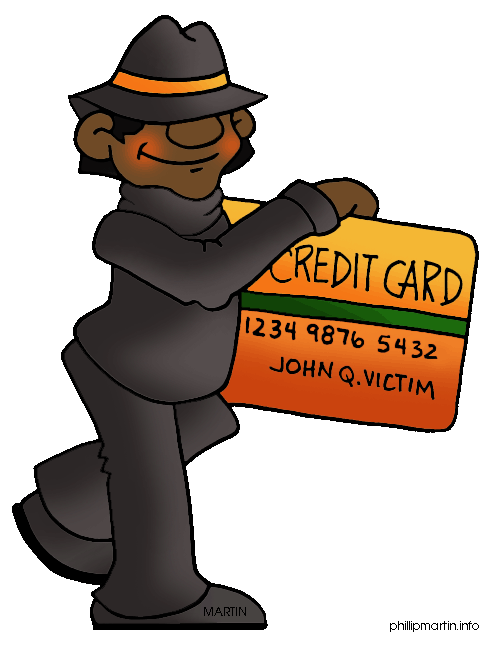 CREDIT CARD
1234 9876 5432
JOHN Q. VICTIM
MARTIN
phillipmartin.info